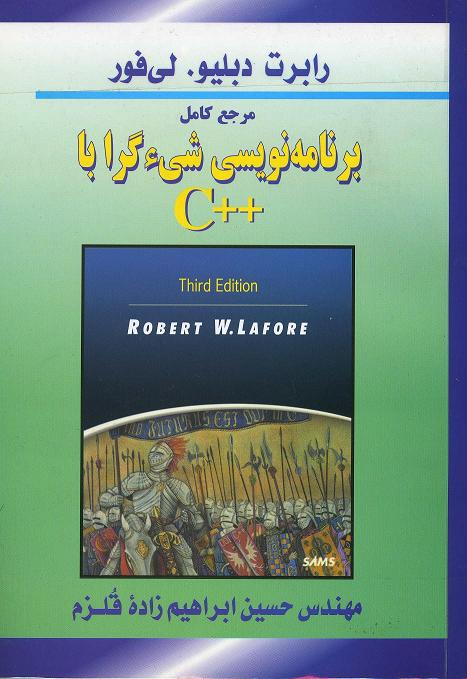 رابرت دبلیو. لی‌فور
مرجع کامل
برنامه‌نویسی شیءگرا با
C++
Third Edition
ROBERT W.LAFORE
SAMS
مهندس حسین ابراهیم زادهٔ قُلزم